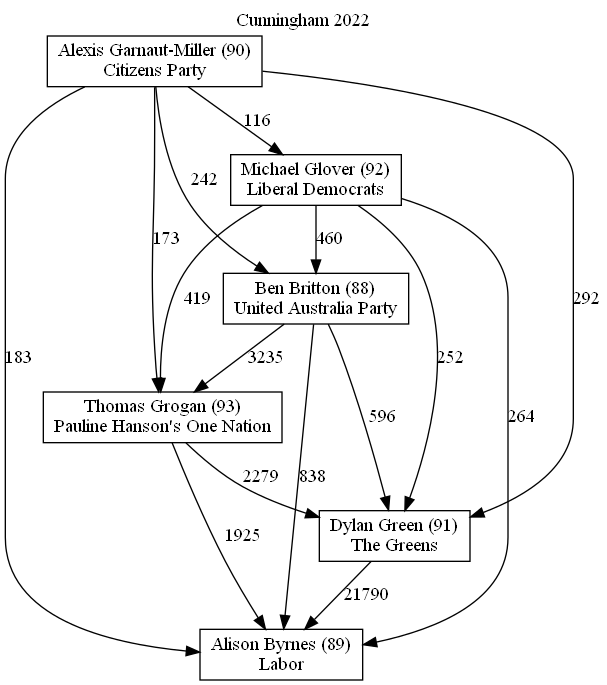 Cunningham 2022
Alexis Garnaut-Miller (90)
Citizens Party
116
Michael Glover (92)
Liberal Democrats
242
173
460
419
Ben Britton (88)
United Australia Party
292
183
3235
252
596
264
Thomas Grogan (93)
Pauline Hanson's One Nation
2279
838
1925
Dylan Green (91)
The Greens
21790
Alison Byrnes (89)
Labor